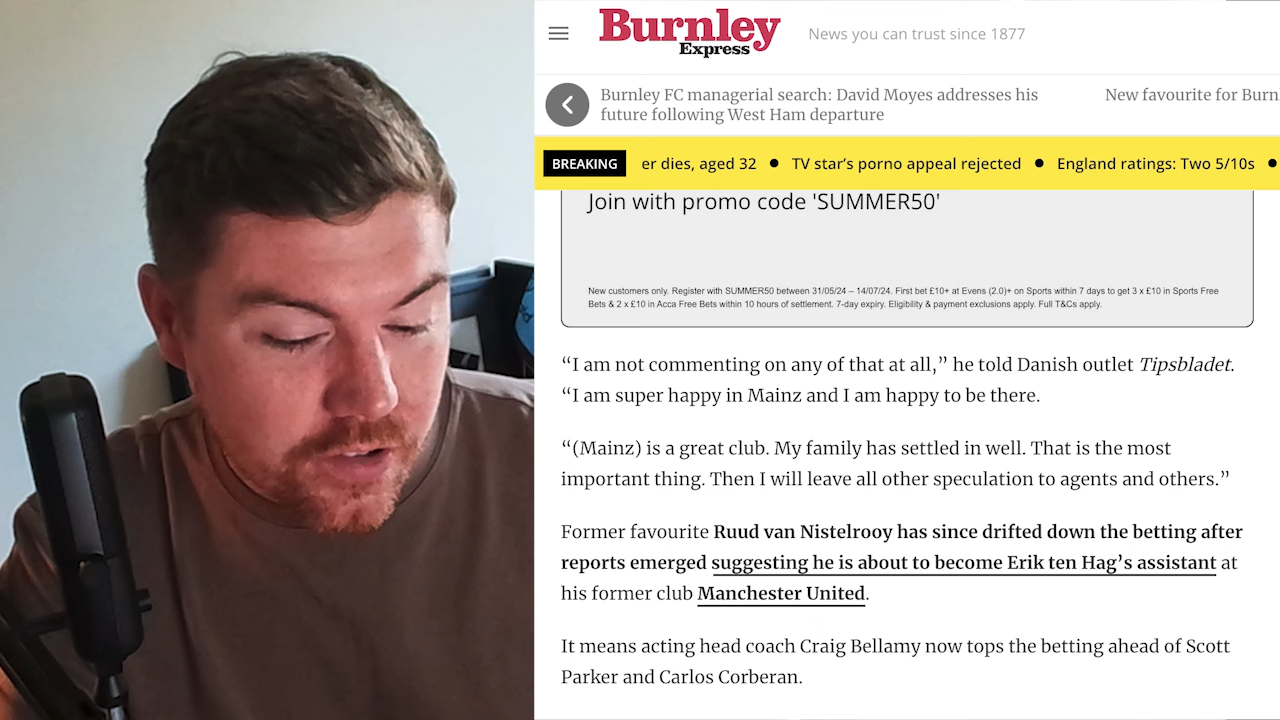 Burnley
Express
News you can trust since 1877
Burnley FC managerial search: David Moyes addresses his
future following West Ham departure
New favourite for Burn
BREAKING
er dies, aged 32 ● TV star’s porno appeal rejected ● England ratings: Two 5/10s ●
Join with promo code 'SUMMER50'
New customers only. Register with SUMMER50 between 31/05/24 – 14/07/24. First bet £10+ at Evens (2.0)+ on Sports within 7 days to get 3 x £10 in Sports Free
Bets & 2 x £10 in Acca Free Bets within 10 hours of settlement. 7-day expiry. Eligibility & payment exclusions apply. Full T&Cs apply.
“I am not commenting on any of that at all,” he told Danish outlet Tipsbladet.
“I am super happy in Mainz and I am happy to be there.
“(Mainz) is a great club. My family has settled in well. That is the most
important thing. Then I will leave all other speculation to agents and others.”
Former favourite Ruud van Nistelrooy has since drifted down the betting after
reports emerged suggesting he is about to become Erik ten Hag’s assistant at
his former club Manchester United.
It means acting head coach Craig Bellamy now tops the betting ahead of Scott
Parker and Carlos Corberan.